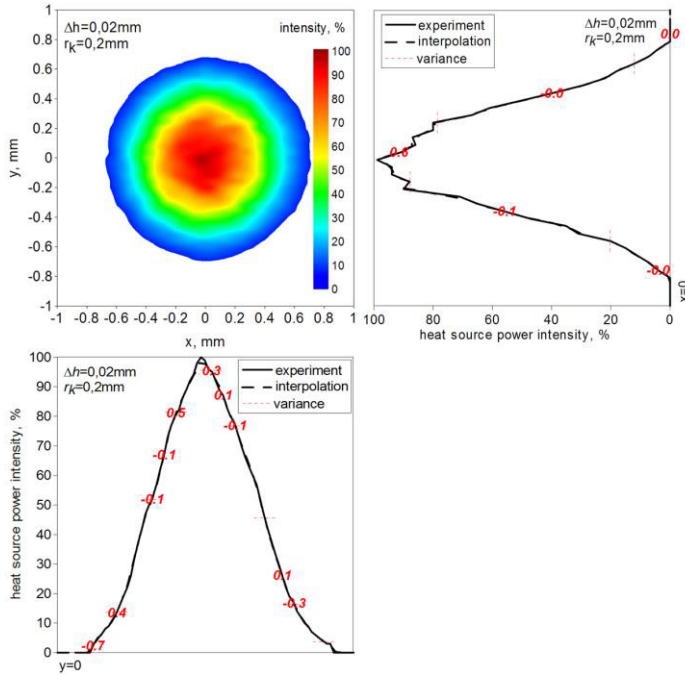 Δh=0,02mm
rk=0,2mm
intensity, %
1
0.8
0.6
0.4
0.2
0
-0.2
-0.4
-0.6
-0.8
-1
y, mm
100
90
80
70
60
50
40
30
20
10
0
-1 -0.8 -0.6 -0.4 -0.2 0 0.2 0.4 0.6 0.8 1
x, mm
experiment
interpolation
variance
Δh=0,02mm
rk=0,2mm
0.0
-0.0
0.6
-0.1
-0.0
x=0
100 80 60 40 20 0
heat source power intensity, %
Δh=0,02mm
rk=0,2mm
experiment
interpolation
variance
100
90
80
70
60
50
40
30
20
10
0
heat source power intensity, %
0.3
0.1
0.5
-0.1
-0.1
-0.1
0.1
-0.3
0.4
-0.7
y=0